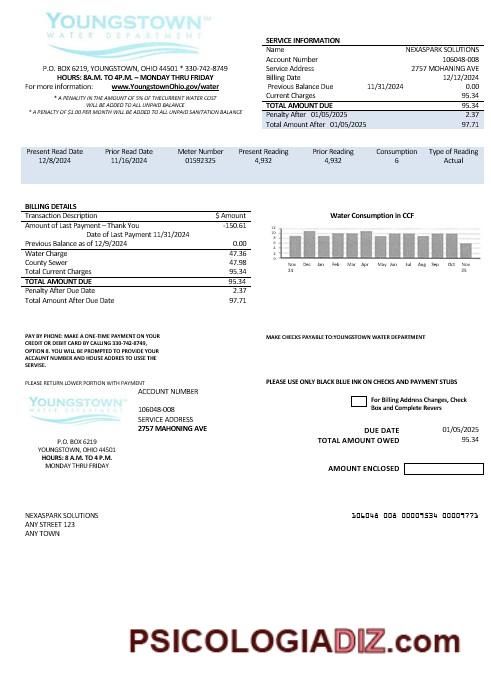 YOUNGSTOWN™
WATER DEPARTMENT
P.O. BOX 6219, YOUNGSTOWN, OHIO 44501 * 330-742-8749
HOURS: 8A.M. TO 4P.M. – MONDAY THRU FRIDAY
For more information: www.YoungstownOhio.gov/water
* A PENALITY IN THE AMOUNT OF 5% OF THECURRENT WATER COST
WILL BE ADDED TO ALL UNPAID BALANCE
* A PENALTY OF $1.00 PER MONTH WILL BE ADDED TO ALL UNPAID SANITATION BALANCE
SERVICE INFORMATION
Name NEXASPARK SOLUTIONS
Account Number 106048-008
Service Address 2757 MOHANING AVE
Billing Date 12/12/2024
Previous Balance Due 11/31/2024 0.00
Current Charges 95.34
TOTAL AMOUNT DUE 95.34
Penalty After 01/05/2025 2.37
Total Amount After 01/05/2025 97.71
Present Read Date Prior Read Date Meter Number Present Reading Prior Reading Consumption Type of Reading
12/8/2024 11/16/2024 01592325 4,932 4,932 6 Actual
BILLING DETAILS
Transaction Description $ Amount
Amount of Last Payment – Thank You -150.61
Date of Last Payment 11/31/2024
Previous Balance as of 12/9/2024 0.00
Water Charge 47.36
County Sewer 47.98
Total Current Charges 95.34
TOTAL AMOUNT DUE 95.34
Penalty After Due Date 2.37
Total Amount After Due Date 97.71
Water Consumption in CCF
Nov Dec Jan Mar Apr May Jun Jul Aug Sep Oct Nov
24 25
PAY BY PHONE: MAKE A ONE-TIME PAYMENT ON YOUR
CREDIT OR DEBIT CARD BY CALLING 330-742-8749,
OPTION 8. YOU WILL BE PROMPTED TO PROVIDE YOUR
ACCAUNT NUMBER AND HOUSE ADDRES TO USSE THE
SERVISE.
MAKE CHECKS PAYABLE TO:YOUNGSTOWN WATER DEPARTMENT
PLEASE RETURN LOWER PORTION WITH PAYMENT
PLEASE USE ONLY BLACK BLUE INK ON CHECKS AND PAYMENT STUBS
YOUNGSTOWN
WATER DEPARTMENT
P.O. BOX 6219
YOUNGSTOWN, OHIO 44501
HOURS: 8 A.M. TO 4 P.M.
MONDAY THRU FRIDAY
ACCOUNT NUMBER
106048-008
SERVICE ADDRESS
2757 MAHONING AVE
For Billing Address Changes, Check
Box and Complete Revers
DUE DATE 01/05/2025
TOTAL AMOUNT OWED 95.34
AMOUNT ENCLOSED
NEXASPARK SOLUTIONS
ANY STREET 123
ANY TOWN
106048 008 00009534 00009771
PSICOLOGIADIZ.com